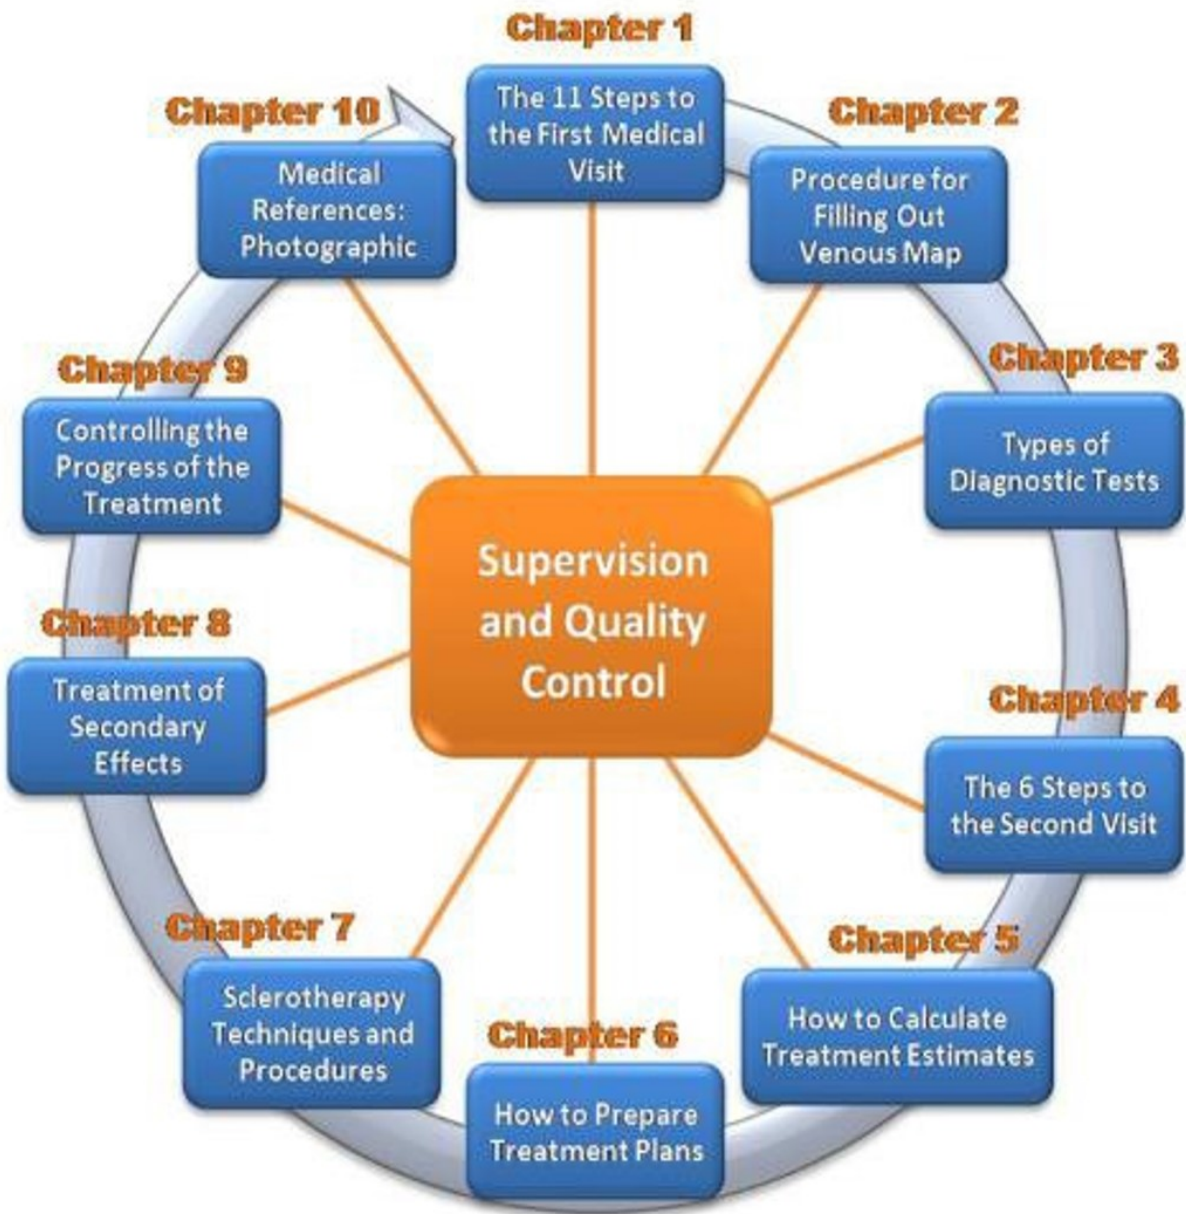 Chapter 1
The 11 Steps to
the First Medical
Visit
Chapter 2
Procedure for
Filling Out
Venous Map
Chapter 3
Types of
Diagnostic Tests
Chapter 4
The 6 Steps to
the Second Visit
Chapter 5
How to Calculate
Treatment Estimates
Chapter 6
How to Prepare
Treatment Plans
Chapter 7
Sclerotherapy
Techniques and
Procedures
Chapter 8
Treatment of
Secondary
Effects
Chapter 9
Controlling the
Progress of the
Treatment
Chapter 10
Medical
References:
Photographic
Supervision
and Quality
Control